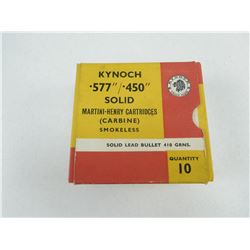 KYNOCH
·577"/·450"
SOLID
MARTINI-HENRY CARTRIDGES
(CARBINE)
SMOKELESS
SOLID LEAD BULLET 410 GRNS.
QUANTITY
10